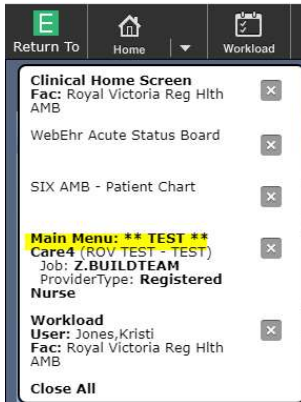 E
Return To
Home
Workload
Clinical Home Screen
Fac: Royal Victoria Reg Hlth
AMB
WebEhr Acute Status Board
SIX AMB - Patient Chart
Main Menu: ** TEST **
Care4 (ROV TEST - TEST)
Job: Z.BUILDTEAM
ProviderType: Registered
Nurse
Workload
User: Jones,Kristi
Fac: Royal Victoria Reg Hlth
AMB
Close All